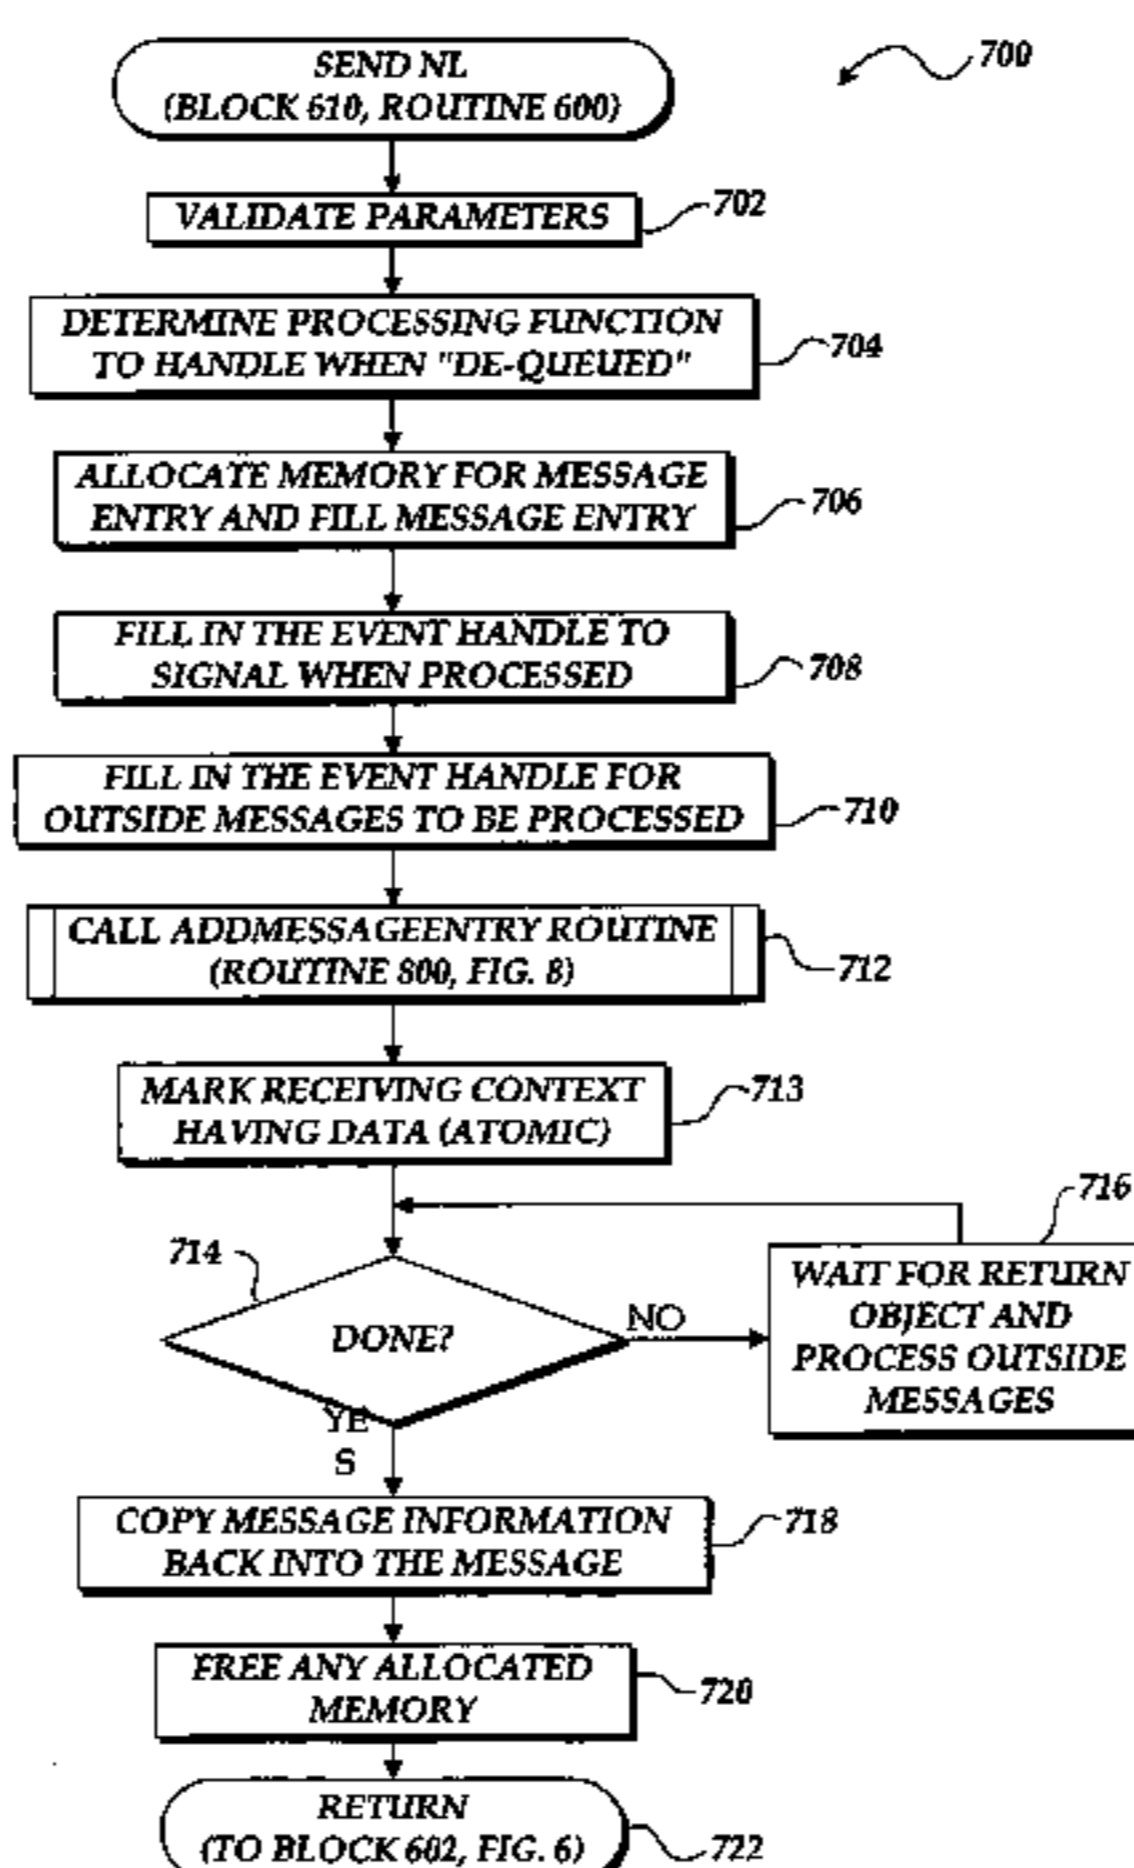 SEND NL
(BLOCK 610, ROUTINE 600)
700
VALIDATE PARAMETERS
702
DETERMINE PROCESSING FUNCTION
TO HANDLE WHEN "DE-QUEUED"
704
ALLOCATE MEMORY FOR MESSAGE
ENTRY AND FILL MESSAGE ENTRY
706
FILL IN THE EVENT HANDLE TO
SIGNAL WHEN PROCESSED
708
FILL IN THE EVENT HANDLE FOR
OUTSIDE MESSAGES TO BE PROCESSED
710
CALL ADDMESSAGEENTRY ROUTINE
(ROUTINE 800, FIG. 8)
712
MARK RECEIVING CONTEXT
HAVING DATA (ATOMIC)
713
714
DONE?
NO
716
WAIT FOR RETURN
OBJECT AND
PROCESS OUTSIDE
MESSAGES
YE
S
COPY MESSAGE INFORMATION
BACK INTO THE MESSAGE
718
FREE ANY ALLOCATED
MEMORY
720
RETURN
(TO BLOCK 602, FIG. 6)
722